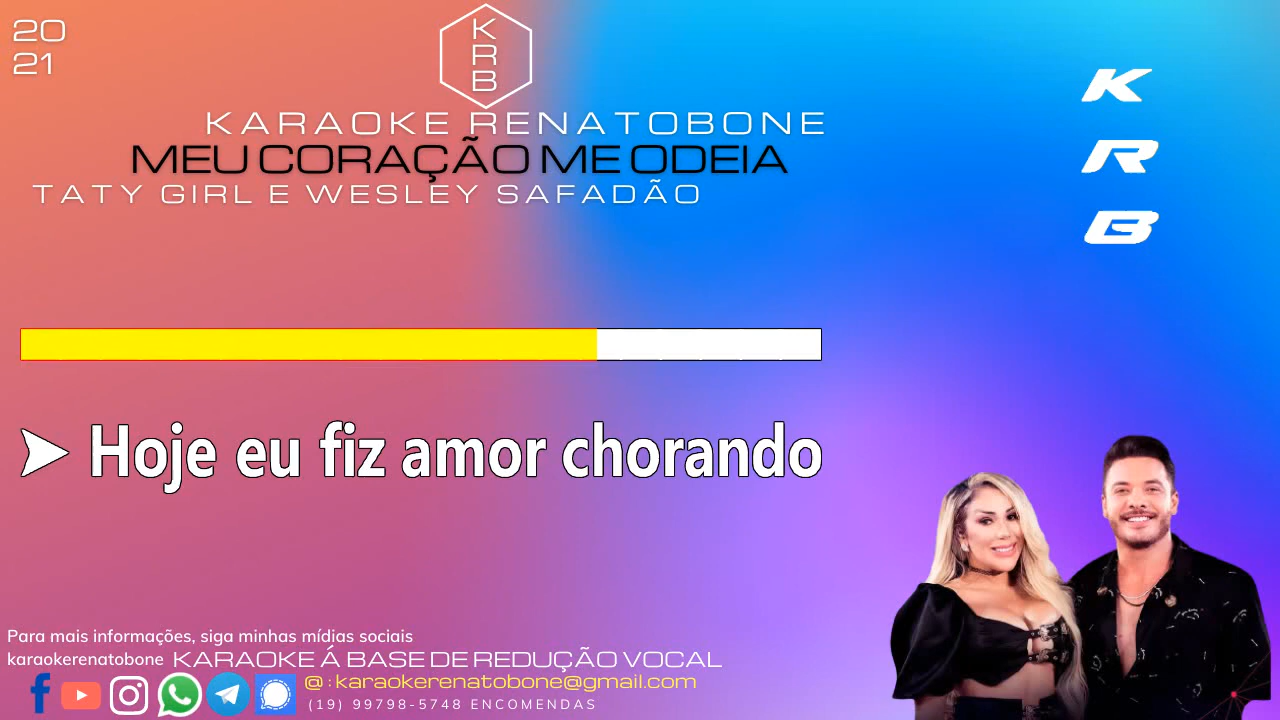 20
21
K
R
B
KARAOKE RENATOBONE
MEU CORAÇÃO ME ODEIA
TATY GIRL E WESLEY SAFADÃO
K
R
B
➤ Hoje eu fiz amor chorando
Para mais informações, siga minhas mídias sociais
karaokerenatobone KARAOKE Á BASE DE REDUÇÃO VOCAL
@ : karaokerenatobone@gmail.com
(19) 99798-5748 ENCOMENDAS